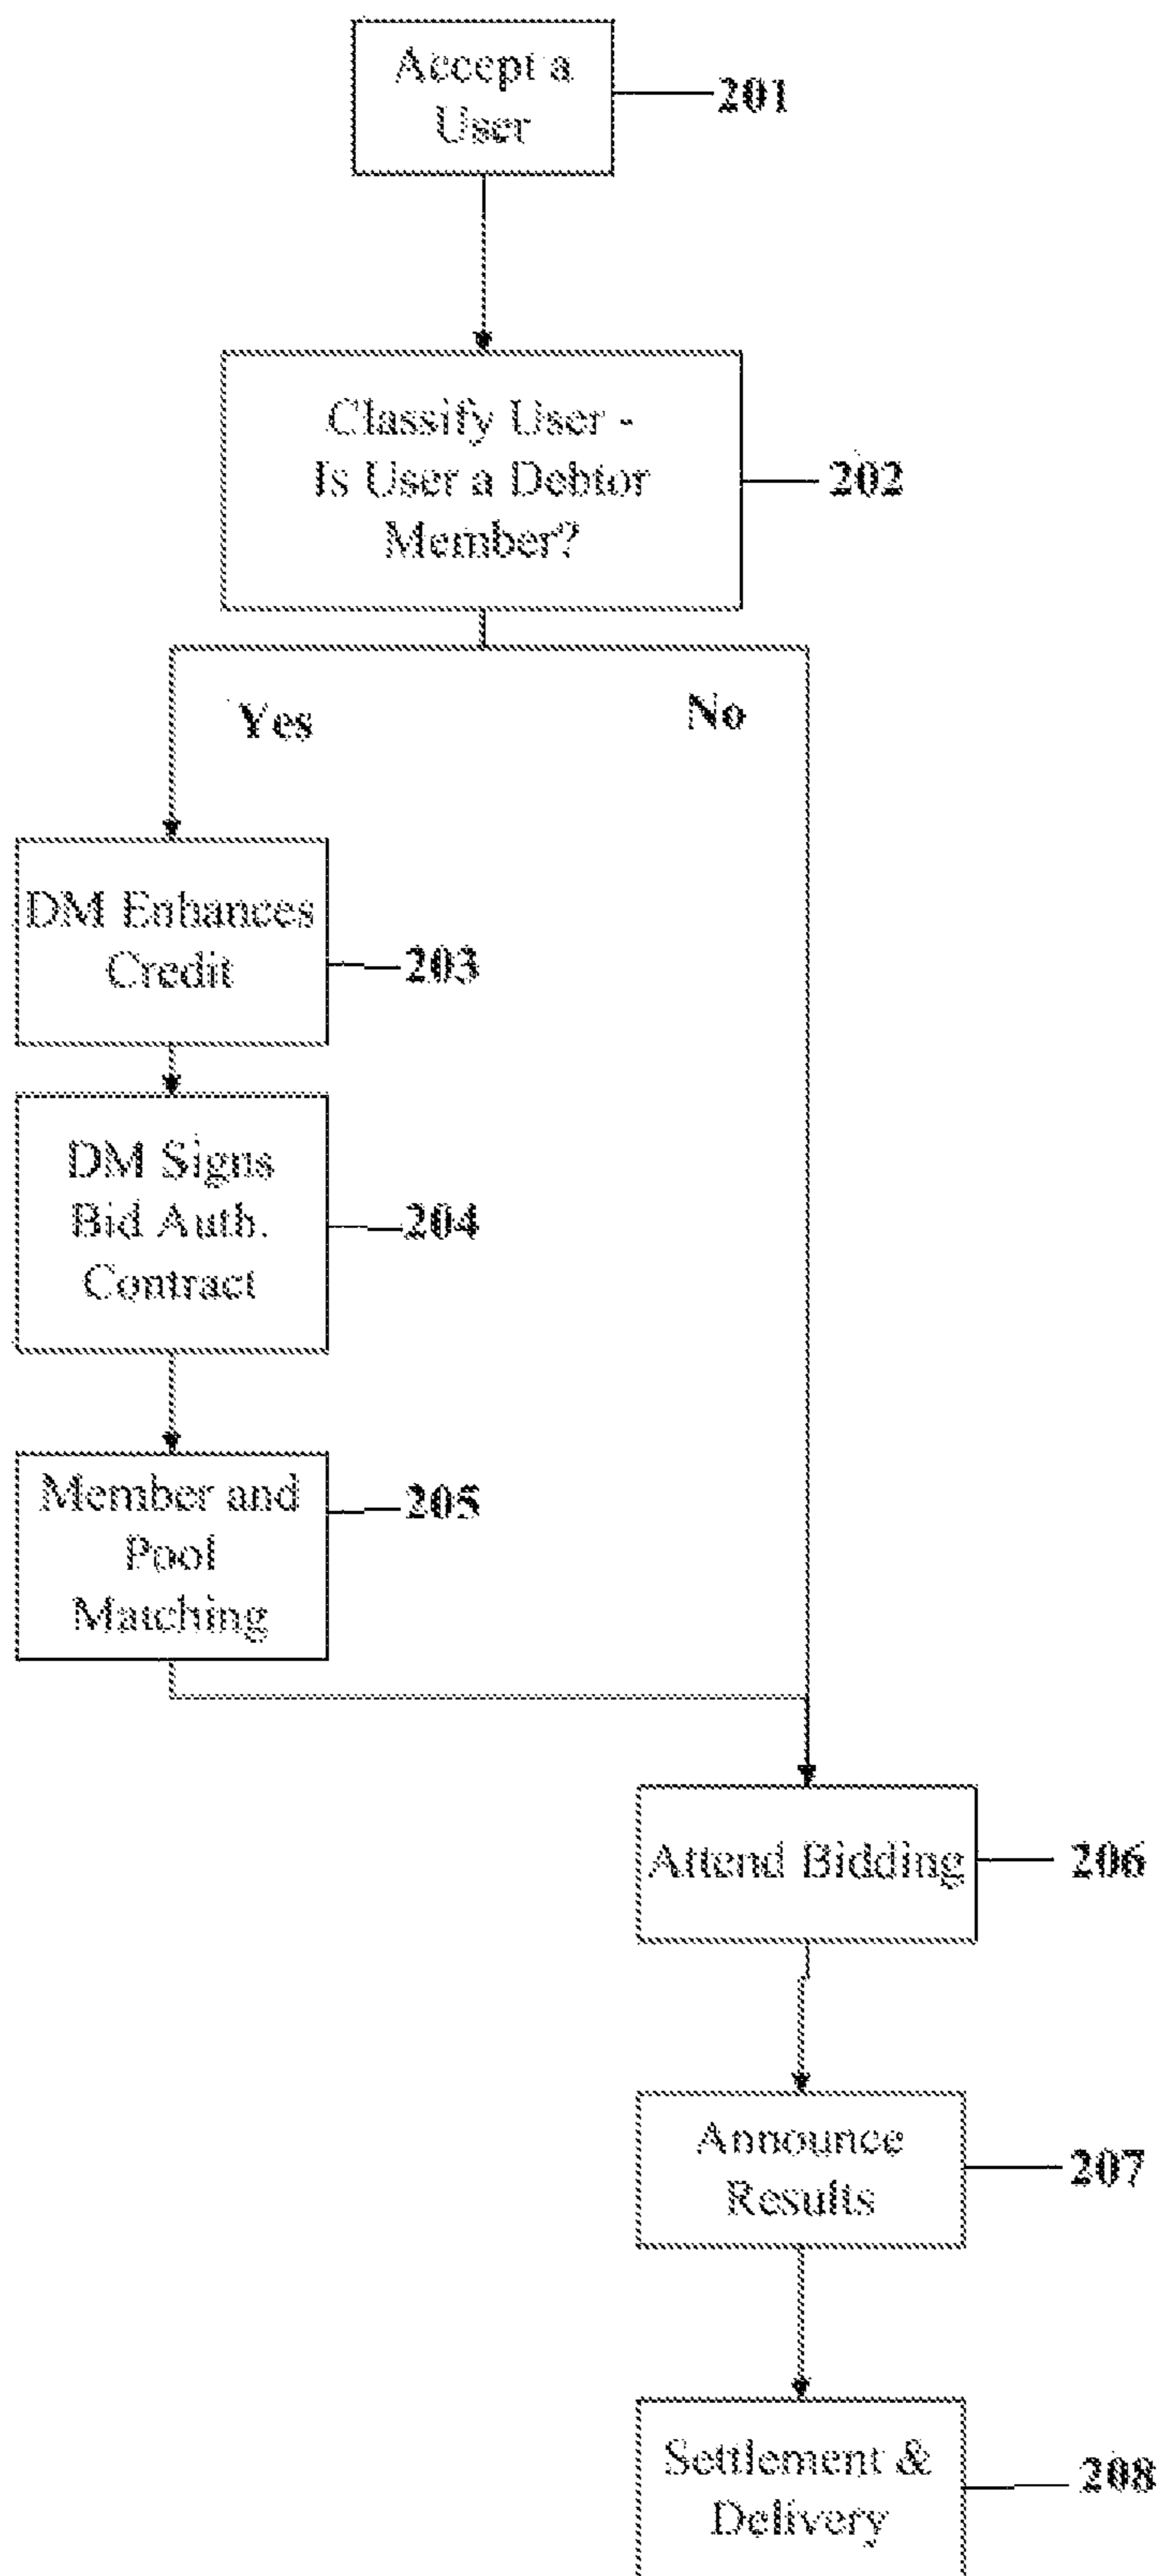 Accept a
User
201
Classify User -
Is User a Debtor
Member?
202
Yes
No
DM Enhances
Credit
203
DM Signs
Bid Auth.
Contract
204
Member and
Pool
Matching
205
Attend Bidding
206
Announce
Results
207
Settlement &
Delivery
208